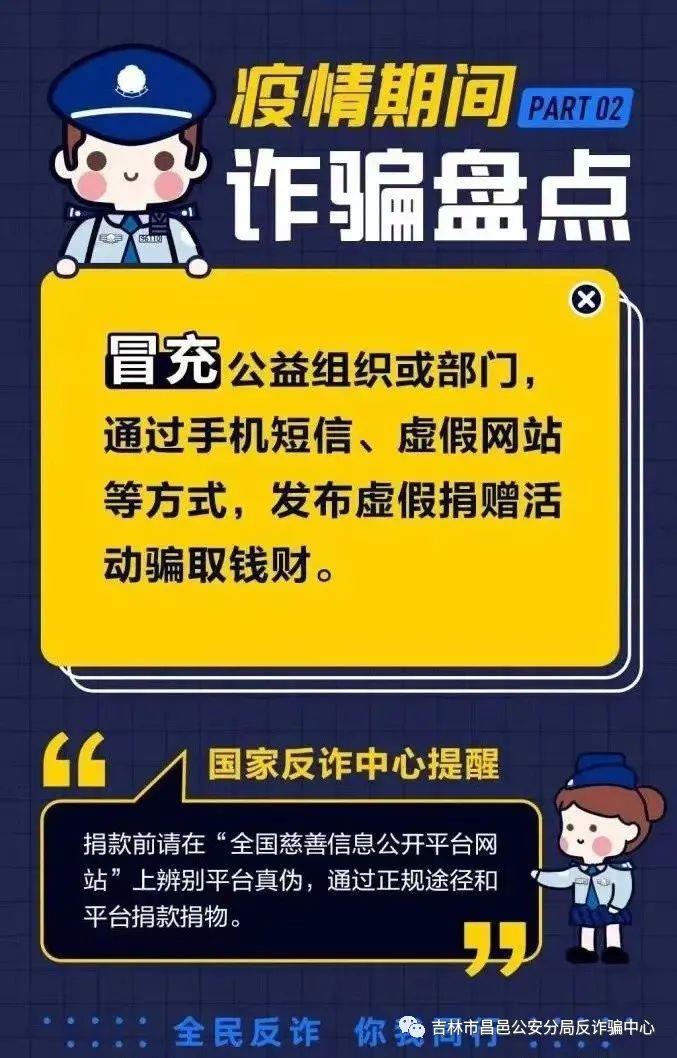 疫情期间
PART 02
诈骗盘点
冒充公益组织或部门，
通过手机短信、虚假网站
等方式，发布虚假捐赠活
动骗取钱财。
国家反诈中心提醒
捐款前请在“全国慈善信息公开平台网
站”上辨别平台真伪，通过正规途径和
平台捐款捐物。
全民反诈 你我同行
吉林市昌邑公安分局反诈骗中心